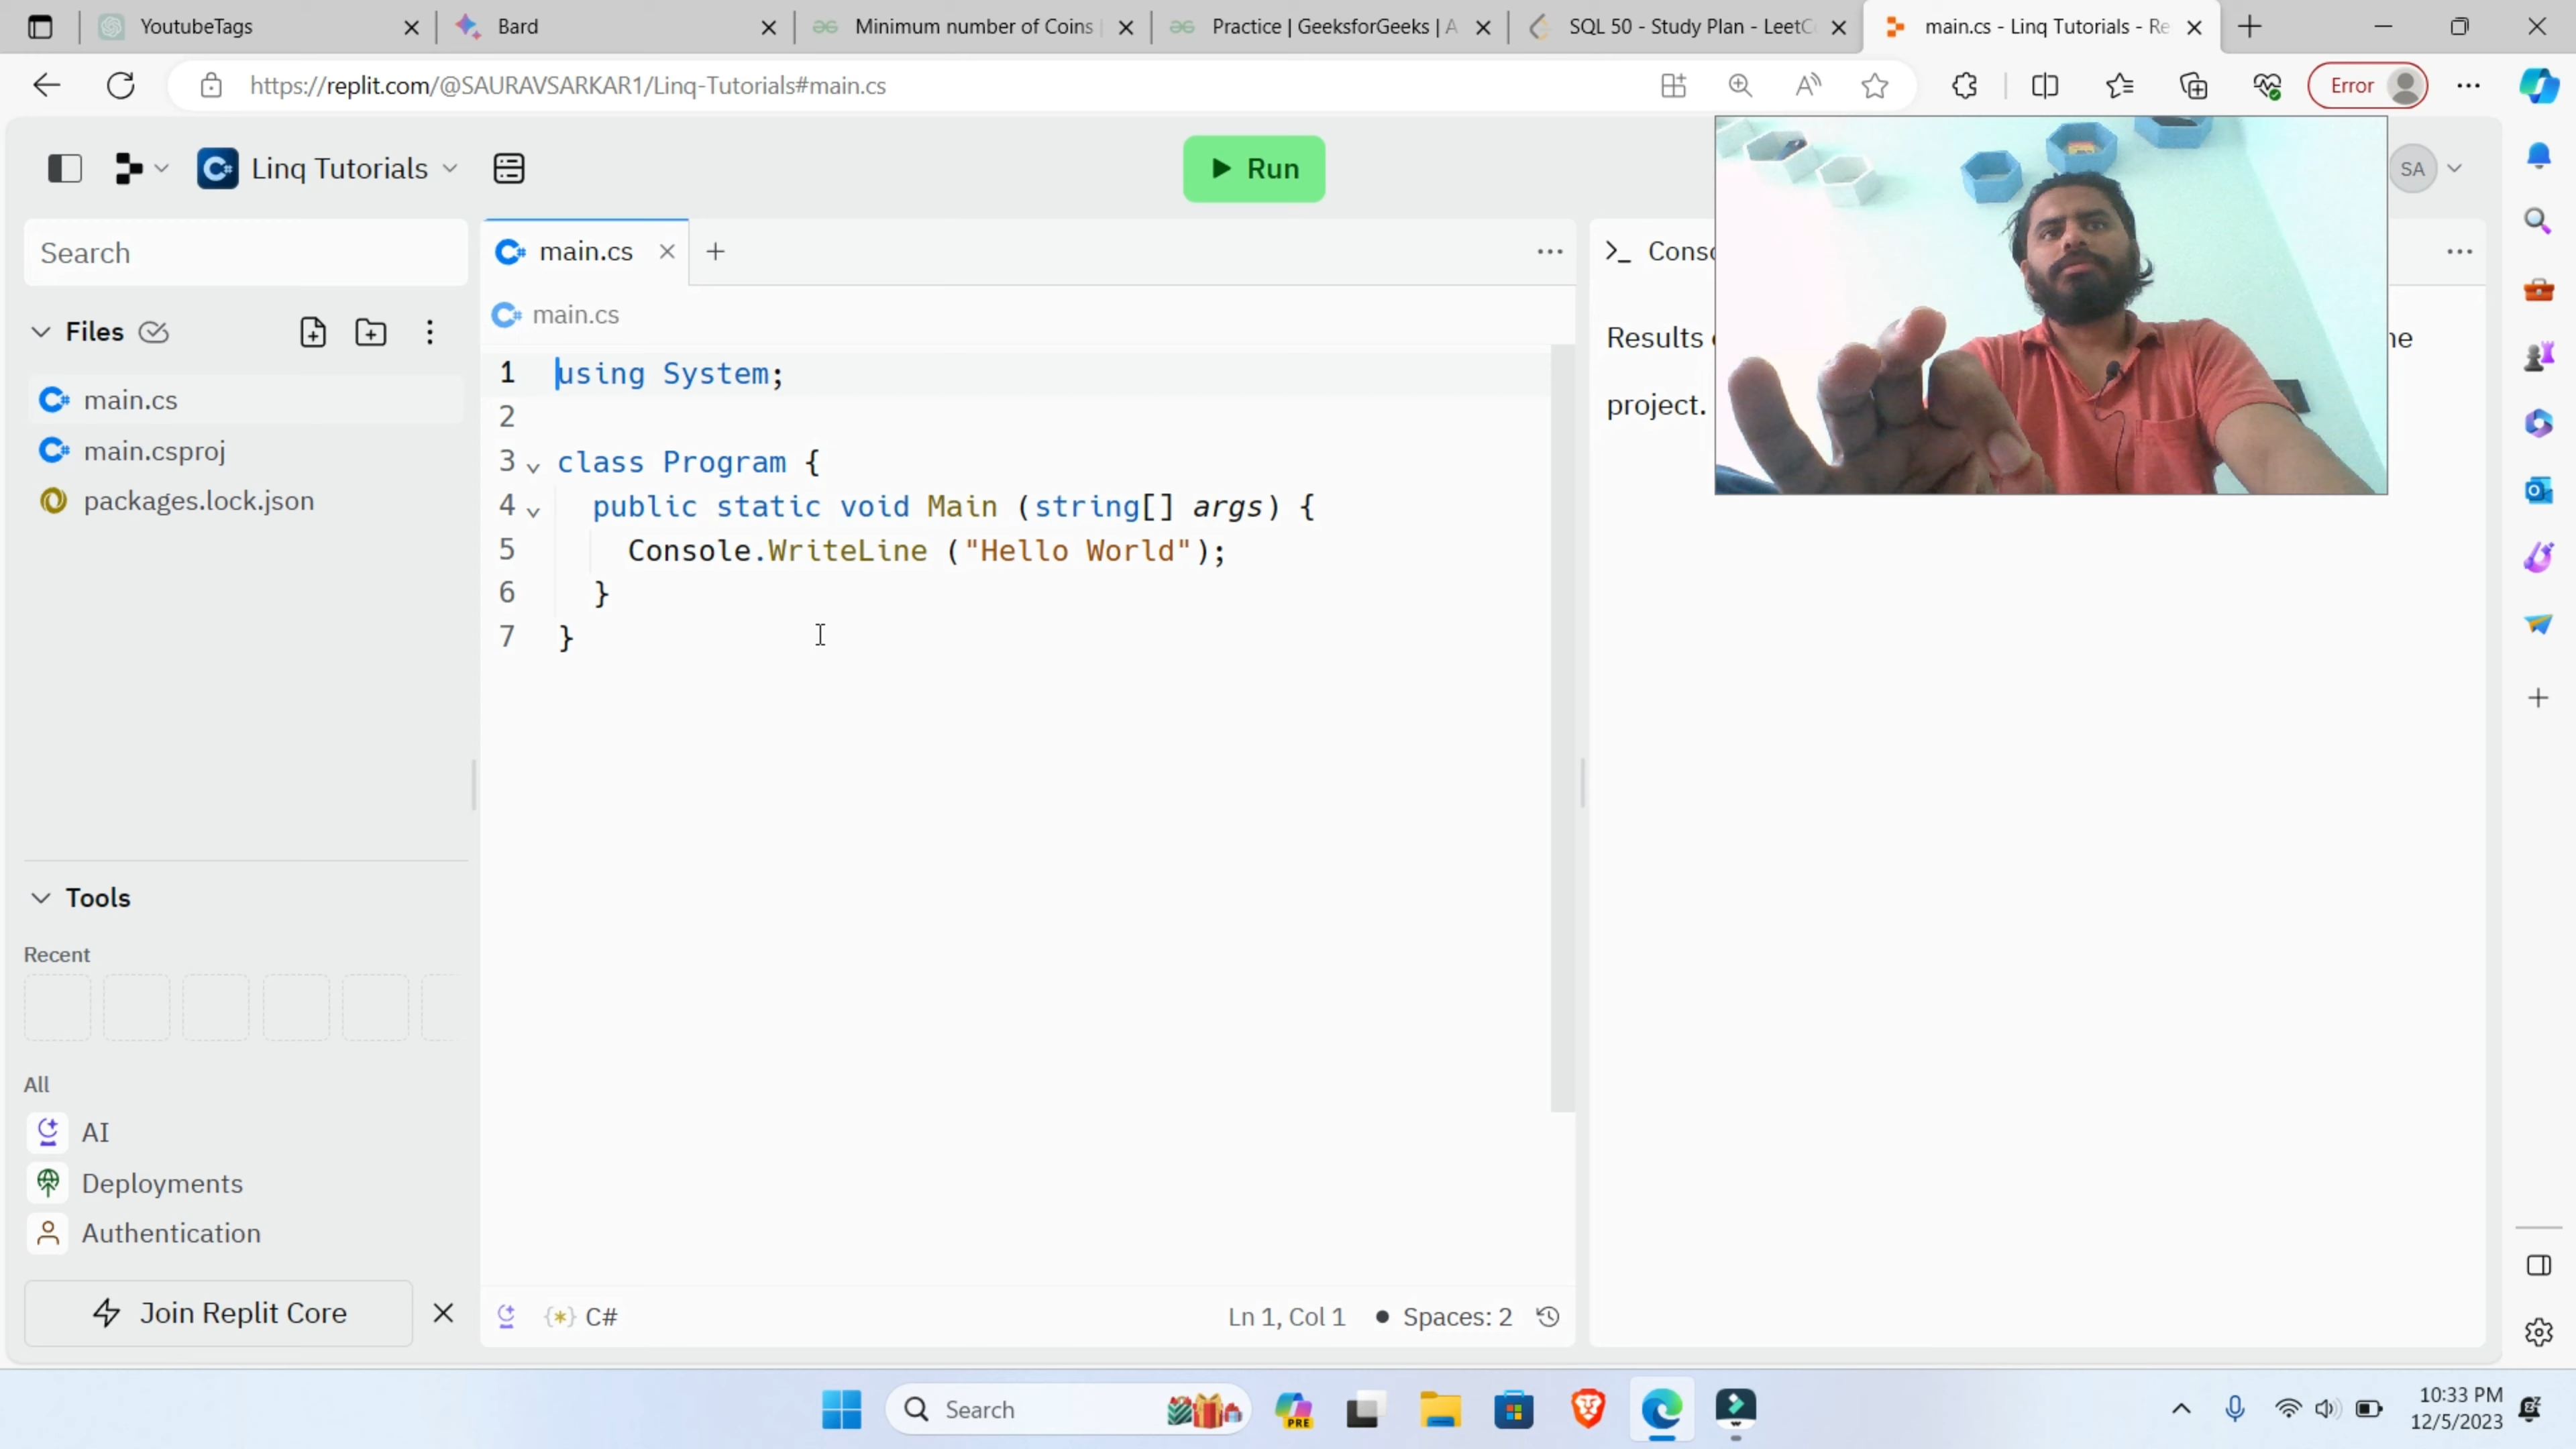 YoutubeTags
Bard
Minimum number of Coins
Practice | GeeksforGeeks | A
SQL 50 - Study Plan - LeetC
main.cs - Linq Tutorials - Re
https://replit.com/@SAURAVSARKAR1/Linq-Tutorials#main.cs
Error
Linq Tutorials
Run
SA
Search
Files
main.cs
main.csproj
packages.lock.json
Tools
Recent
All
AI
Deployments
Authentication
Join Replit Core
main.cs
main.cs
1 using System;
2
3 class Program {
4 public static void Main (string[] args) {
5 Console.WriteLine ("Hello World");
6 }
7 }
C#
Ln 1, Col 1
Spaces: 2
>_ Conso
Results
project.
Search
PRE
10:33 PM
12/5/2023